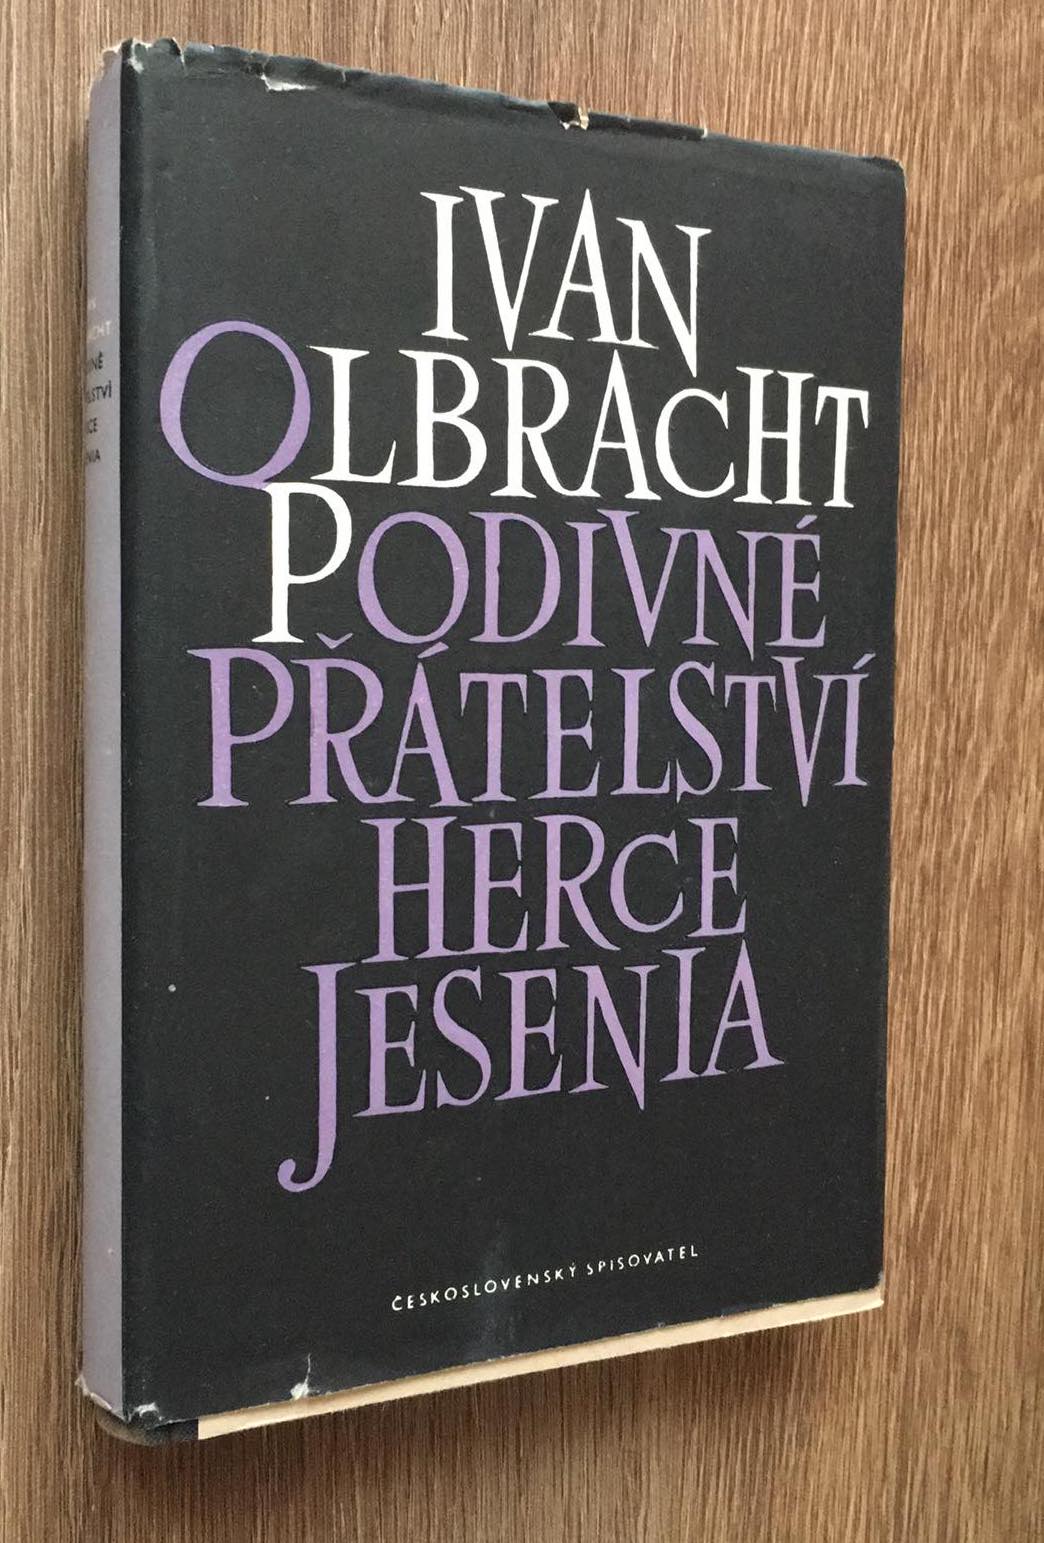 IVAN
OLBRACHT
PODIVNÉ
PŘÁTELSTVÍ
HERCE
JESENIA
ČESKOSLOVENSKÝ SPISOVATEL